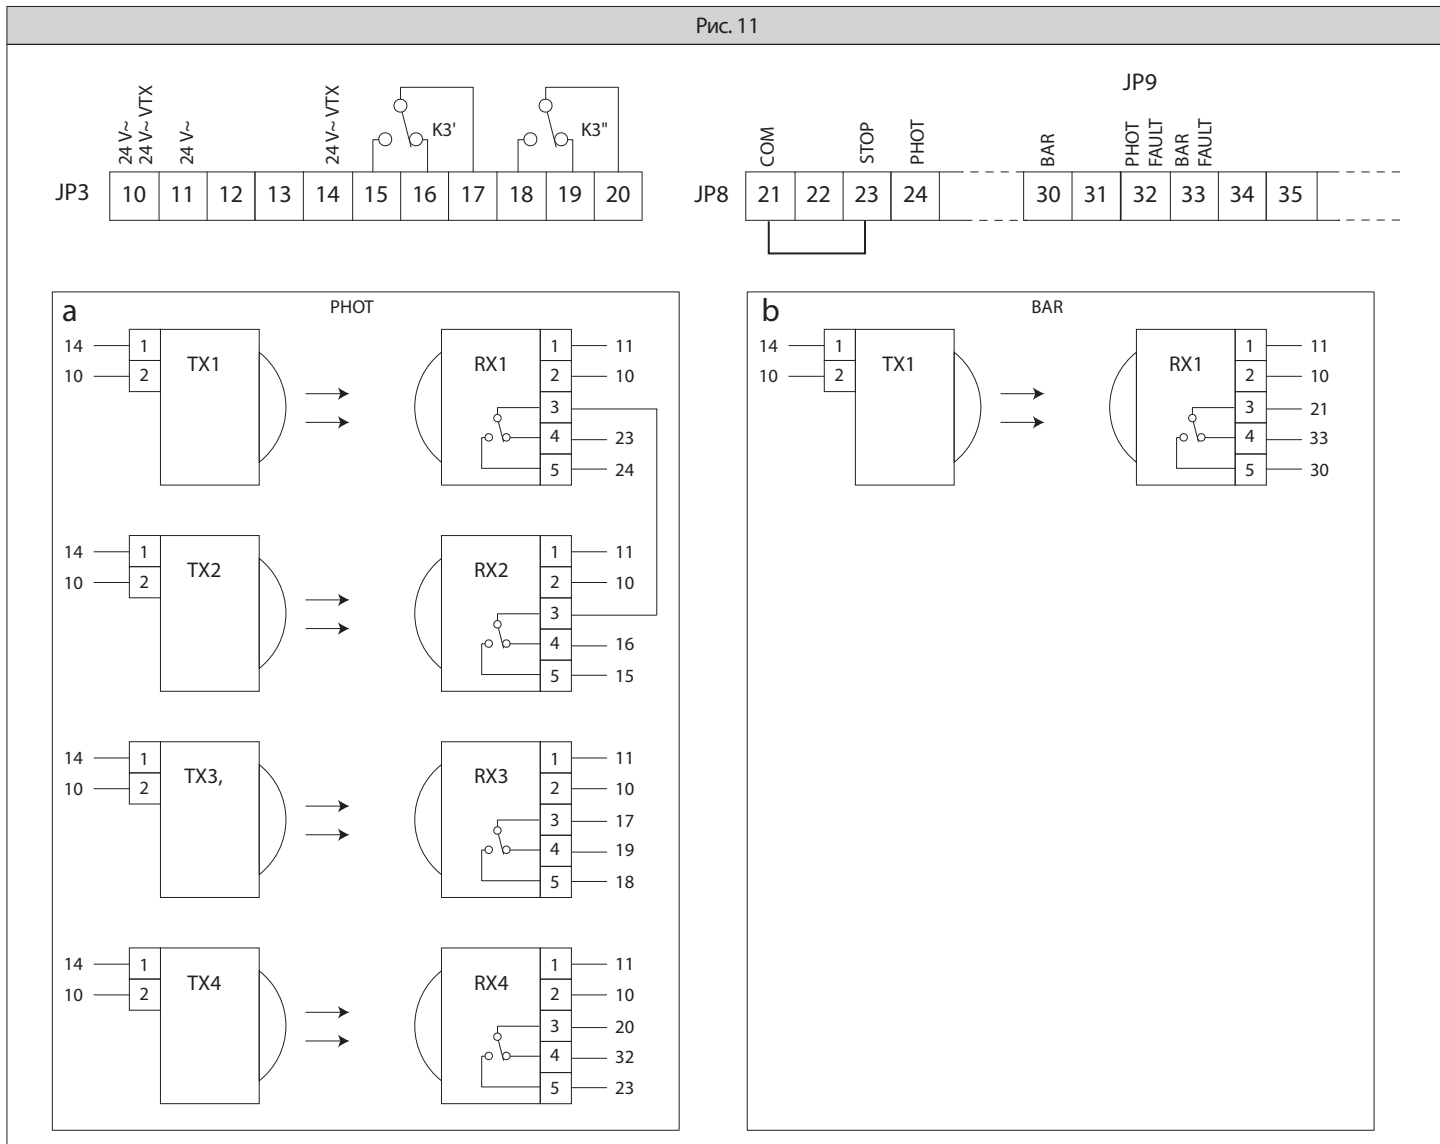 Рис. 11
24 V~
24 V~ VTX
24 V~
24 V~ VTX
K3'
K3"
JP3 10 11 12 13 14 15 16 17 18 19 20
JP9
COM
STOP
PHOT
BAR
PHOT
FAULT
BAR
FAULT
JP8 21 22 23 24 30 31 32 33 34 35
a
PHOT
14 1 TX1 RX1 1 11
10 2 2 10
3
4 23
5 24
14 1 TX2 RX2 1 11
10 2 2 10
3
4 16
5 15
14 1 TX3, RX3 1 11
10 2 2 10
3 17
4 19
5 18
14 1 TX4 RX4 1 11
10 2 2 10
3 20
4 32
5 23
b
BAR
14 1 TX1 RX1 1 11
10 2 2 10
3 21
4 33
5 30